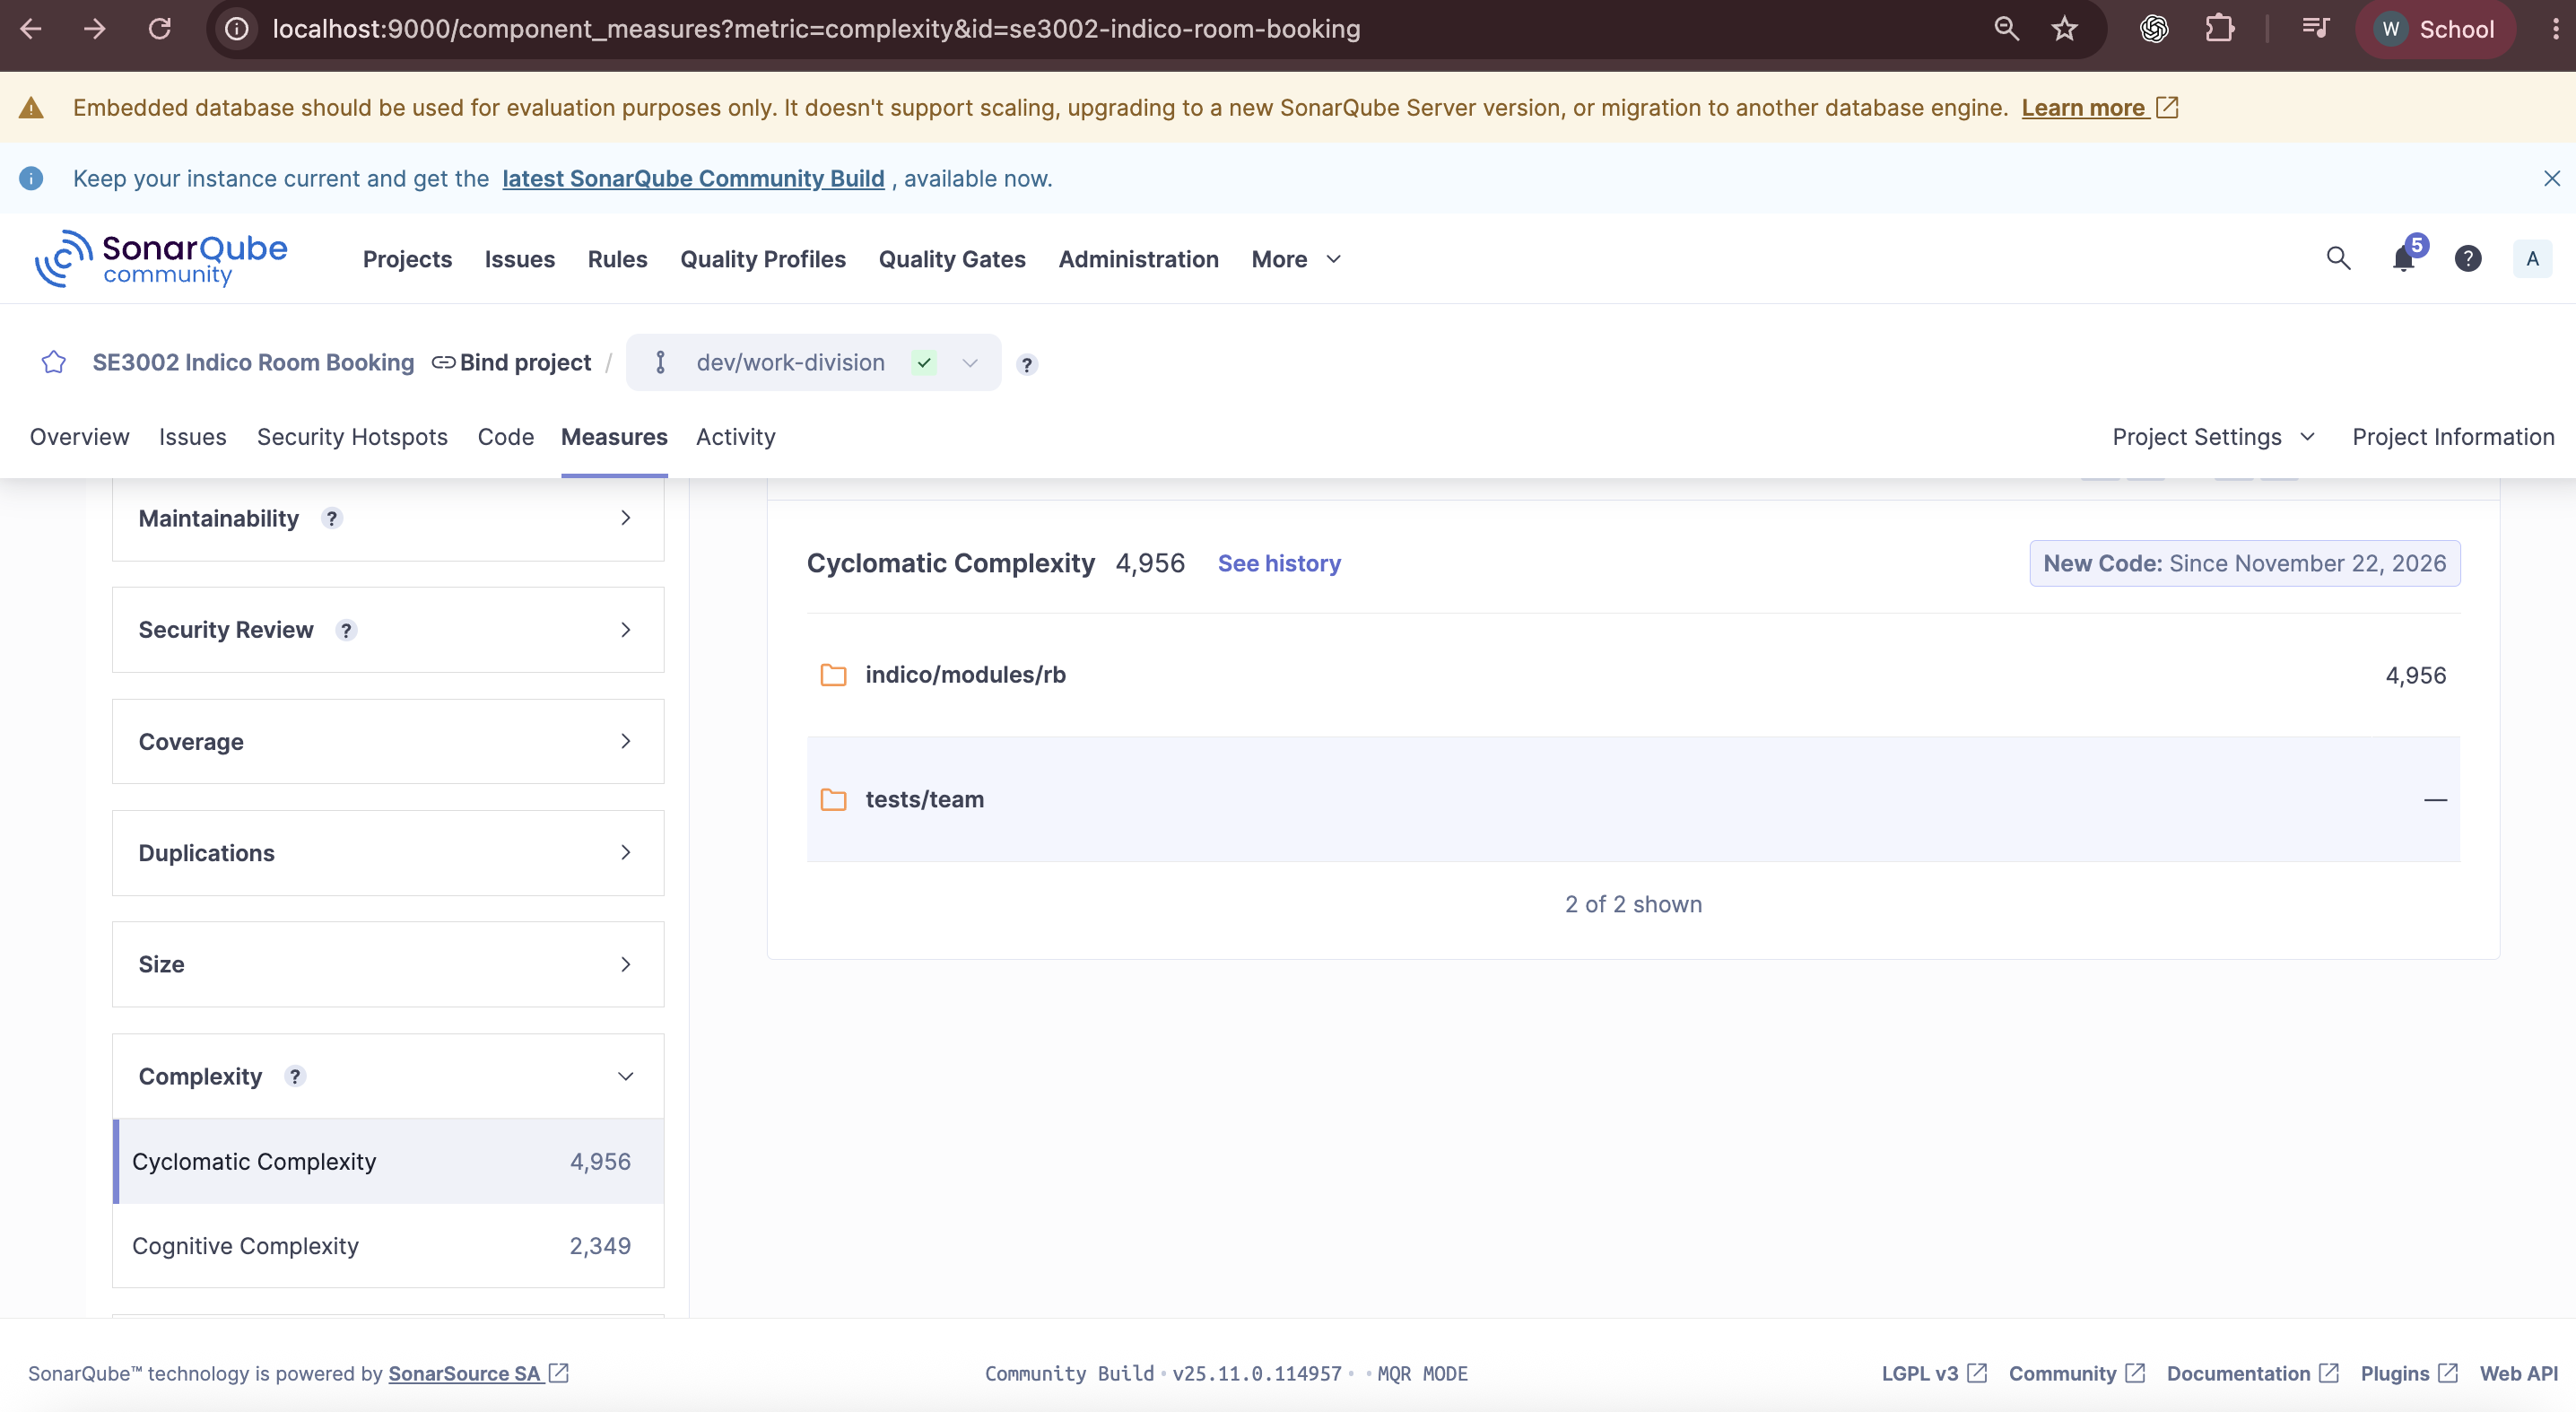 localhost:9000/component_measures?metric=complexity&id=se3002-indico-room-booking
W School
Embedded database should be used for evaluation purposes only. It doesn't support scaling, upgrading to a new SonarQube Server version, or migration to another database engine. Learn more
Keep your instance current and get the latest SonarQube Community Build , available now.
SonarQube community
Projects Issues Rules Quality Profiles Quality Gates Administration More
5
?
A
SE3002 Indico Room Booking Bind project / dev/work-division ?
Overview Issues Security Hotspots Code Measures Activity
Project Settings Project Information
Maintainability ?
Security Review ?
Coverage
Duplications
Size
Complexity ?
Cyclomatic Complexity 4,956
Cognitive Complexity 2,349
Cyclomatic Complexity 4,956 See history
New Code: Since November 22, 2026
indico/modules/rb 4,956
tests/team —
2 of 2 shown
SonarQube™ technology is powered by SonarSource SA
Community Build • v25.11.0.114957 • • MQR MODE
LGPL v3 Community Documentation Plugins Web API